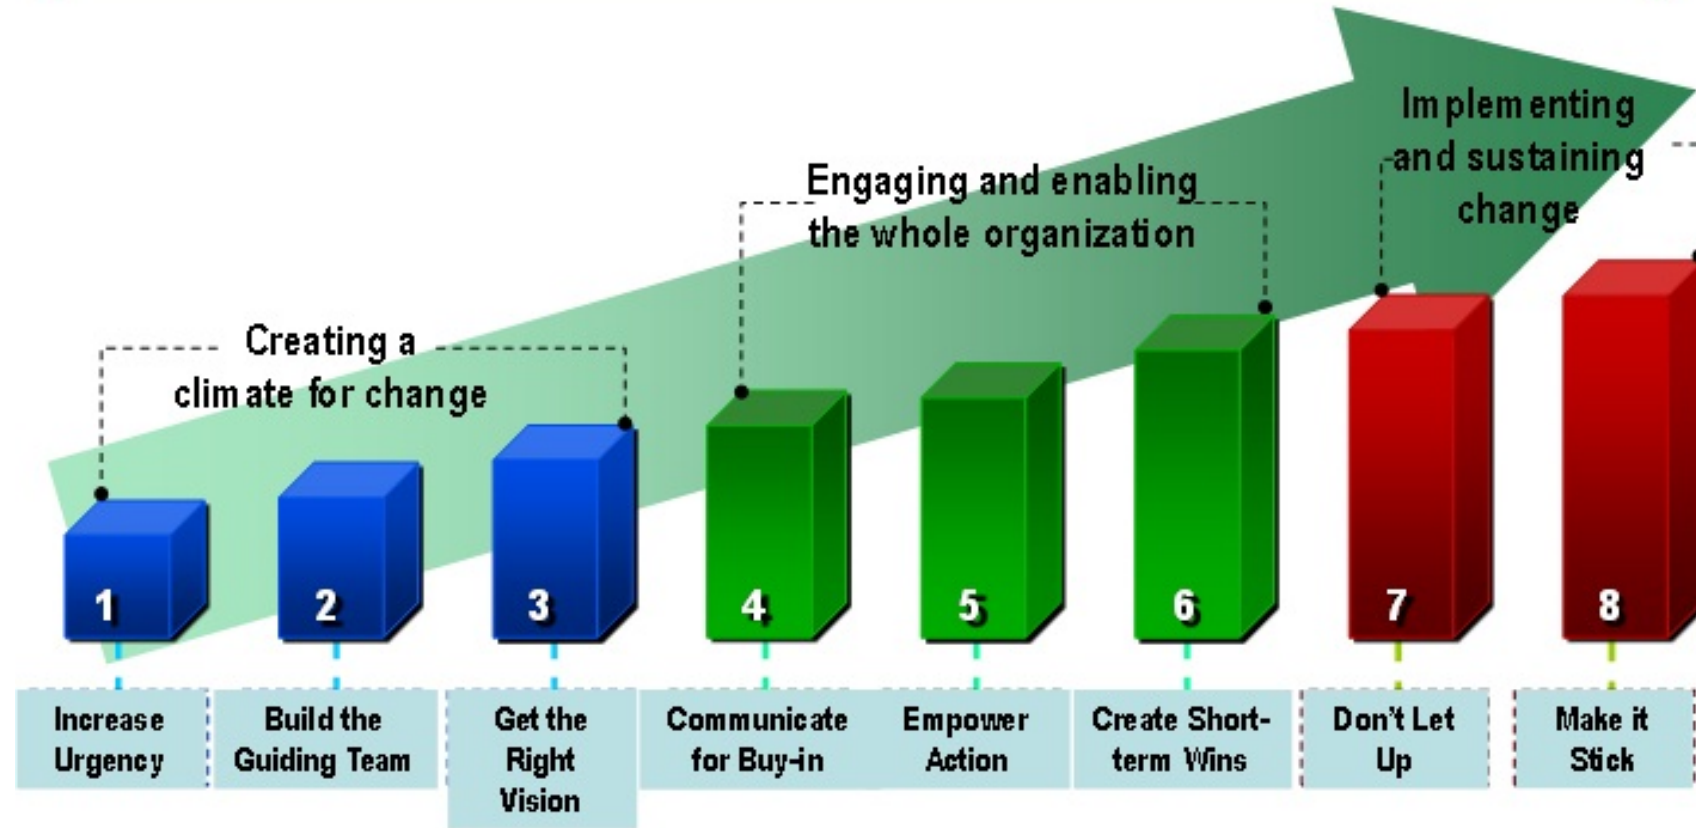 Implementing
and sustaining
change
Engaging and enabling
the whole organization
Creating a
climate for change
1
2
3
4
5
6
7
8
Increase
Urgency
Build the
Guiding Team
Get the
Right
Vision
Communicate
for Buy-in
Empower
Action
Create Short-
term Wins
Don't Let
Up
Make it
Stick